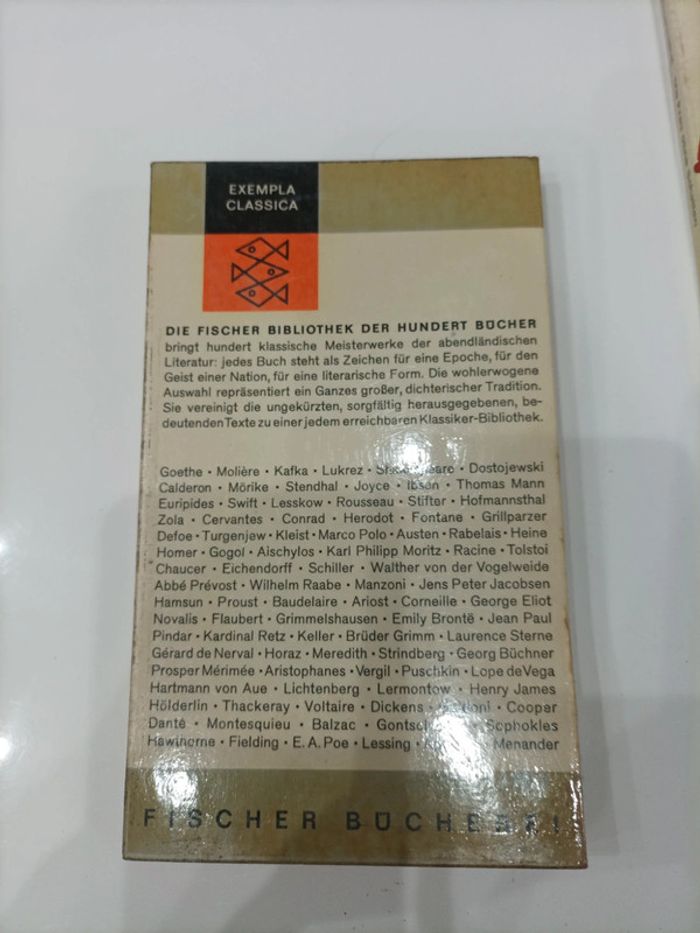 EXEMPLA
CLASSICA
DIE FISCHER BIBLIOTHEK DER HUNDERT BÜCHER
bringt hundert klassische Meisterwerke der abendländischen
Literatur: jedes Buch steht als Zeichen für eine Epoche, für den
Geist einer Nation, für eine literarische Form. Die wohlerwogene
Auswahl repräsentiert ein Ganzes großer, dichterischer Tradition.
Sie vereinigt die ungekürzten, sorgfältig herausgegebenen, be-
deutenden Texte zu einer jedem erreichbaren Klassiker-Bibliothek.
Goethe · Molière · Kafka · Lukrez · Shakespeare · Dostojewski
Calderon · Mörike · Stendhal · Joyce · Ibsen · Thomas Mann
Euripides · Swift · Lesskow · Rousseau · Stifter · Hofmannsthal
Zola · Cervantes · Conrad · Herodot · Fontane · Grillparzer
Defoe · Turgenjew · Kleist · Marco Polo · Austen · Rabelais · Heine
Homer · Gogol · Aischylos · Karl Philipp Moritz · Racine · Tolstoi
Chaucer · Eichendorff · Schiller · Walther von der Vogelweide
Abbé Prévost · Wilhelm Raabe · Manzoni · Jens Peter Jacobsen
Hamsun · Proust · Baudelaire · Ariost · Corneille · George Eliot
Novalis · Flaubert · Grimmelshausen · Emily Brontë · Jean Paul
Pindar · Kardinal Retz · Keller · Brüder Grimm · Laurence Sterne
Gérard de Nerval · Horaz · Meredith · Strindberg · Georg Büchner
Prosper Mérimée · Aristophanes · Vergil · Puschkin · Lope de Vega
Hartmann von Aue · Lichtenberg · Lermontow · Henry James
Hölderlin · Thackeray · Voltaire · Dickens · Cooper
Dante · Montesquieu · Balzac · Sophokles
Hawthorne · Fielding · E. A. Poe · Lessing · Menander
FISCHER BÜCHEREI